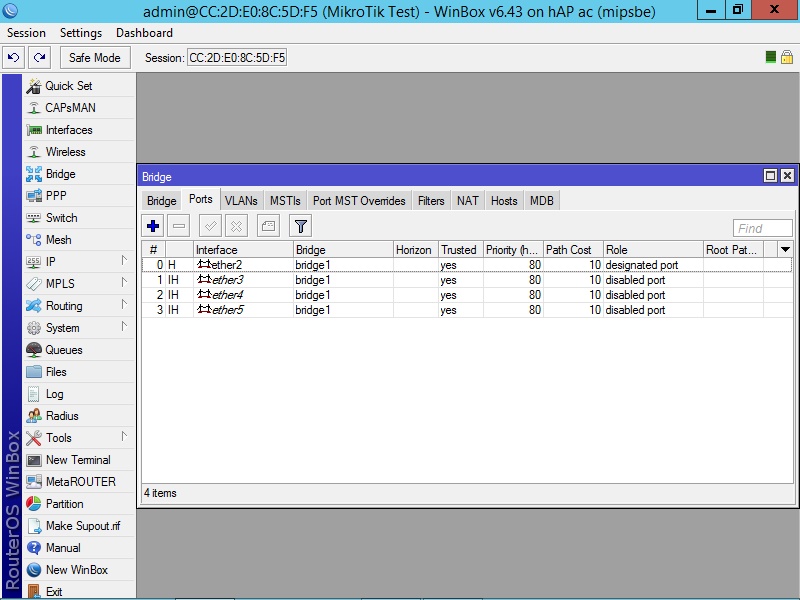 admin@CC:2D:E0:8C:5D:F5 (MikroTik Test) - WinBox v6.43 on hAP ac (mipsbe)
Session Settings Dashboard
Safe Mode Session: CC:2D:E0:8C:5D:F5
Quick Set
CAPsMAN
Interfaces
Wireless
Bridge
PPP
Switch
Mesh
IP
MPLS
Routing
System
Queues
Files
Log
Radius
Tools
New Terminal
MetaROUTER
Partition
Make Supout.rif
Manual
New WinBox
Exit
RouterOS WinBox
Bridge
Bridge Ports VLANs MSTIs Port MST Overrides Filters NAT Hosts MDB
Find
# Interface Bridge Horizon Trusted Priority (h... Path Cost Role Root Pat...
0 H ether2 bridge1 yes 80 10 designated port
1 IH ether3 bridge1 yes 80 10 disabled port
2 IH ether4 bridge1 yes 80 10 disabled port
3 IH ether5 bridge1 yes 80 10 disabled port
4 items